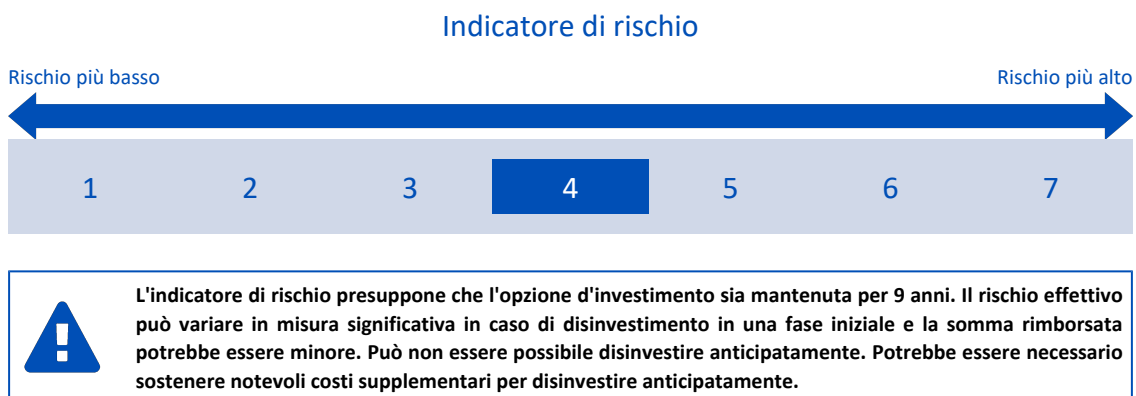 Indicatore di rischio
Rischio più basso
Rischio più alto
1 2 3 4 5 6 7
L'indicatore di rischio presuppone che l'opzione d'investimento sia mantenuta per 9 anni. Il rischio effettivo
può variare in misura significativa in caso di disinvestimento in una fase iniziale e la somma rimborsata
potrebbe essere minore. Può non essere possibile disinvestire anticipatamente. Potrebbe essere necessario
sostenere notevoli costi supplementari per disinvestire anticipatamente.